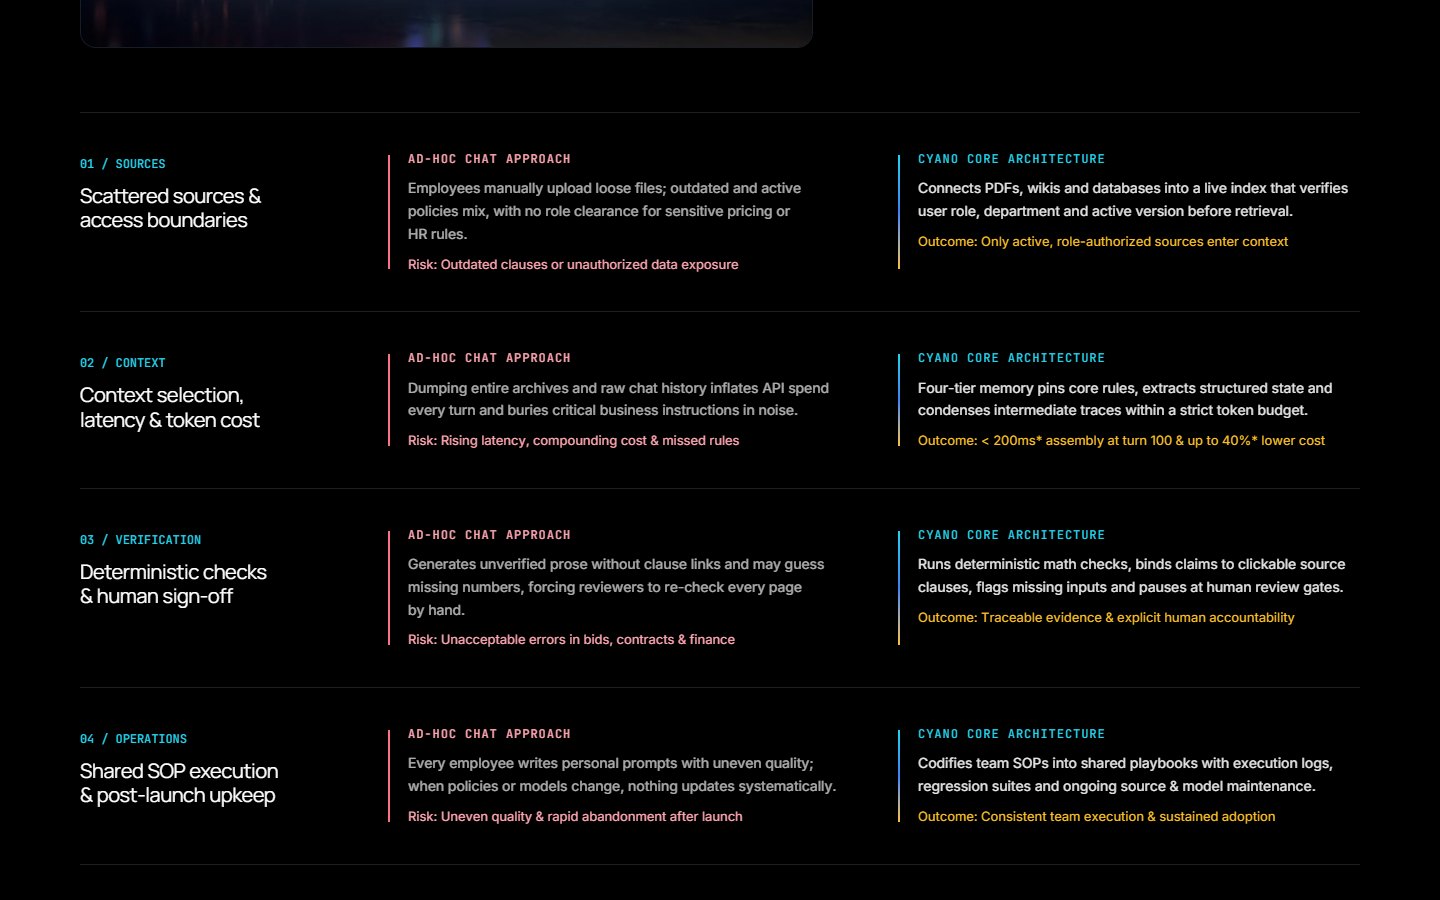 01 / SOURCES
Scattered sources &
access boundaries
AD-HOC CHAT APPROACH
Employees manually upload loose files; outdated and active
policies mix, with no role clearance for sensitive pricing or
HR rules.
Risk: Outdated clauses or unauthorized data exposure
CYANO CORE ARCHITECTURE
Connects PDFs, wikis and databases into a live index that verifies
user role, department and active version before retrieval.
Outcome: Only active, role-authorized sources enter context
02 / CONTEXT
Context selection,
latency & token cost
AD-HOC CHAT APPROACH
Dumping entire archives and raw chat history inflates API spend
every turn and buries critical business instructions in noise.
Risk: Rising latency, compounding cost & missed rules
CYANO CORE ARCHITECTURE
Four-tier memory pins core rules, extracts structured state and
condenses intermediate traces within a strict token budget.
Outcome: < 200ms* assembly at turn 100 & up to 40%* lower cost
03 / VERIFICATION
Deterministic checks
& human sign-off
AD-HOC CHAT APPROACH
Generates unverified prose without clause links and may guess
missing numbers, forcing reviewers to re-check every page
by hand.
Risk: Unacceptable errors in bids, contracts & finance
CYANO CORE ARCHITECTURE
Runs deterministic math checks, binds claims to clickable source
clauses, flags missing inputs and pauses at human review gates.
Outcome: Traceable evidence & explicit human accountability
04 / OPERATIONS
Shared SOP execution
& post-launch upkeep
AD-HOC CHAT APPROACH
Every employee writes personal prompts with uneven quality;
when policies or models change, nothing updates systematically.
Risk: Uneven quality & rapid abandonment after launch
CYANO CORE ARCHITECTURE
Codifies team SOPs into shared playbooks with execution logs,
regression suites and ongoing source & model maintenance.
Outcome: Consistent team execution & sustained adoption